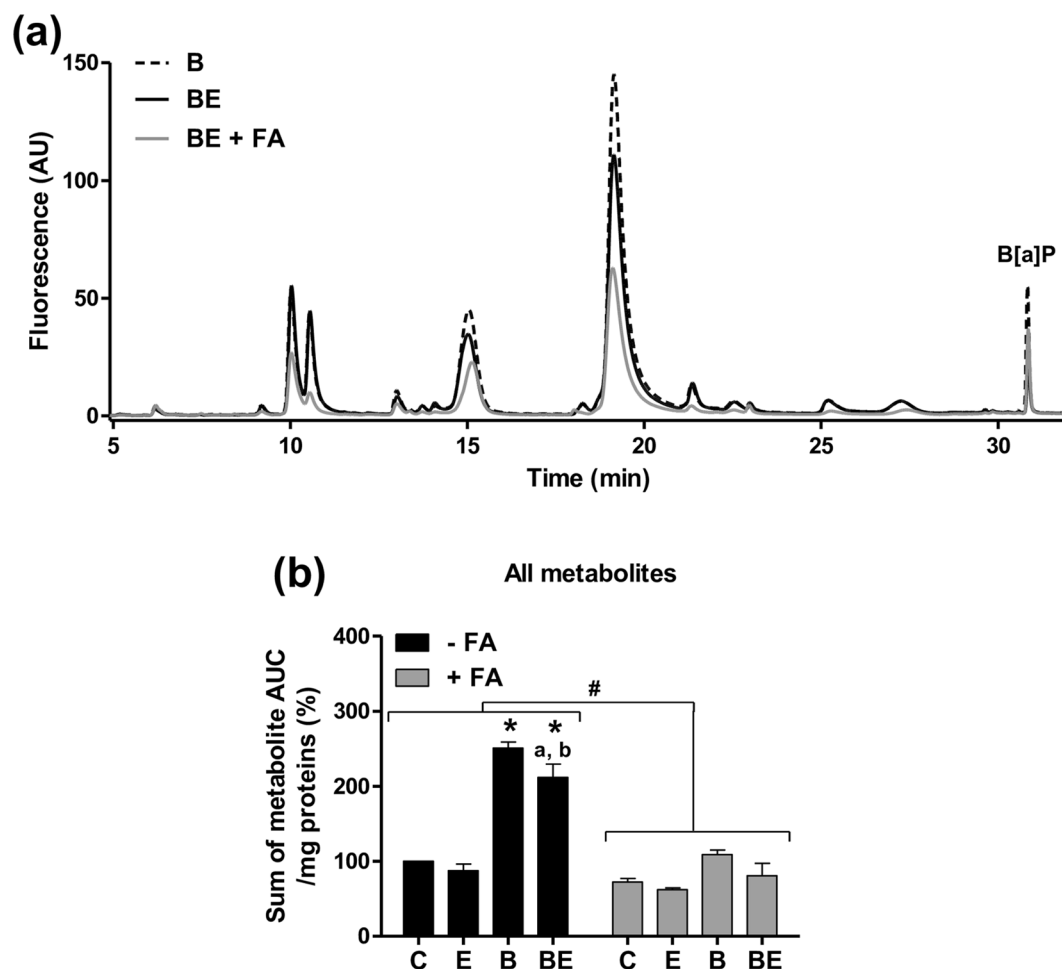 (a)
B
BE
BE + FA
150
100
50
0
Fluorescence (AU)
B[a]P
5 10 15 20 25 30
Time (min)
(b)
All metabolites
- FA
+ FA
400
300
200
100
0
Sum of metabolite AUC
/mg proteins (%)
#
* *
a, b
C E B BE C E B BE